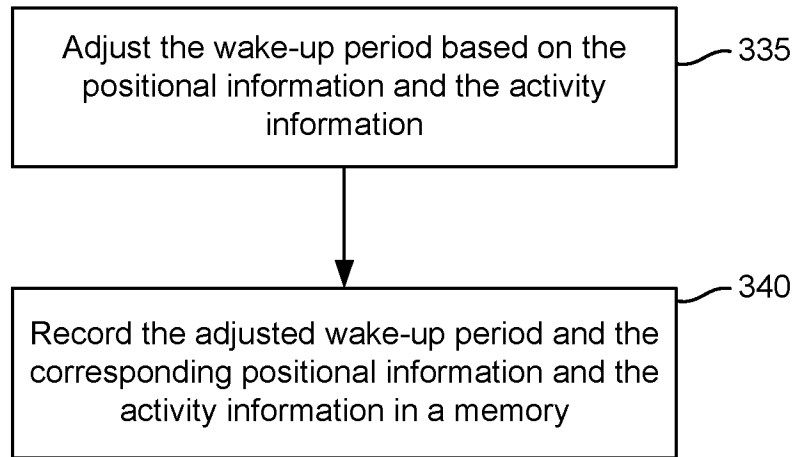 Adjust the wake-up period based on the
positional information and the activity
information
335
Record the adjusted wake-up period and the
corresponding positional information and the
activity information in a memory
340